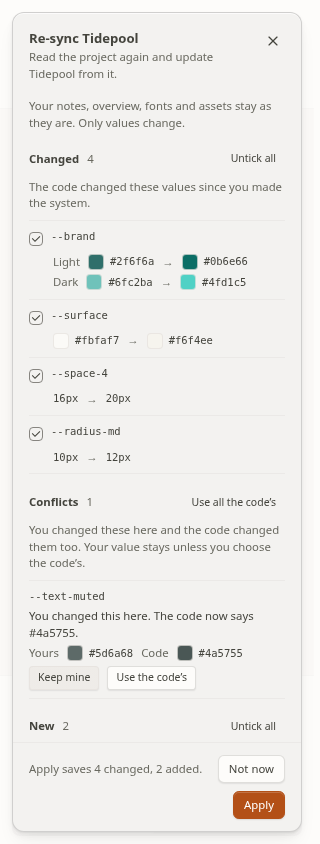 Re-sync Tidepool
Read the project again and update
Tidepool from it.
Your notes, overview, fonts and assets stay as
they are. Only values change.
Changed 4 Untick all
The code changed these values since you made
the system.
--brand
Light #2f6f6a → #0b6e66
Dark #6fc2ba → #4fd1c5
--surface
#fbfaf7 → #f6f4ee
--space-4
16px → 20px
--radius-md
10px → 12px
Conflicts 1 Use all the code's
You changed these here and the code changed
them too. Your value stays unless you choose
the code's.
--text-muted
You changed this here. The code now says
#4a5755.
Yours #5d6a68 Code #4a5755
Keep mine Use the code's
New 2 Untick all
Apply saves 4 changed, 2 added. Not now
Apply